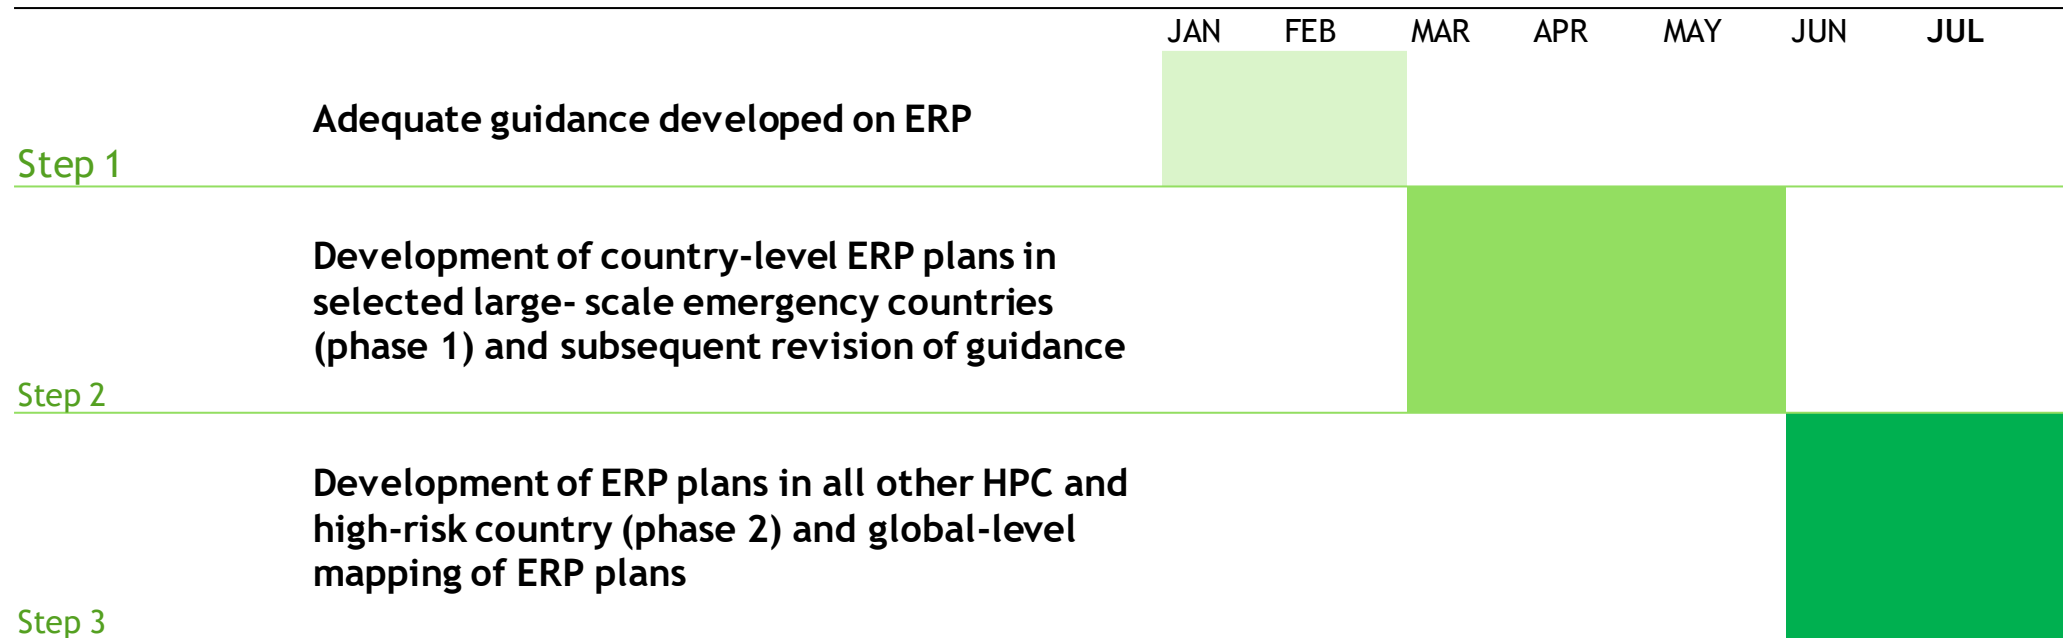 JAN FEB MAR APR MAY JUN JUL
Adequate guidance developed on ERP
Step 1
Development of country-level ERP plans in
selected large- scale emergency countries
(phase 1) and subsequent revision of guidance
Step 2
Development of ERP plans in all other HPC and
high-risk country (phase 2) and global-level
mapping of ERP plans
Step 3